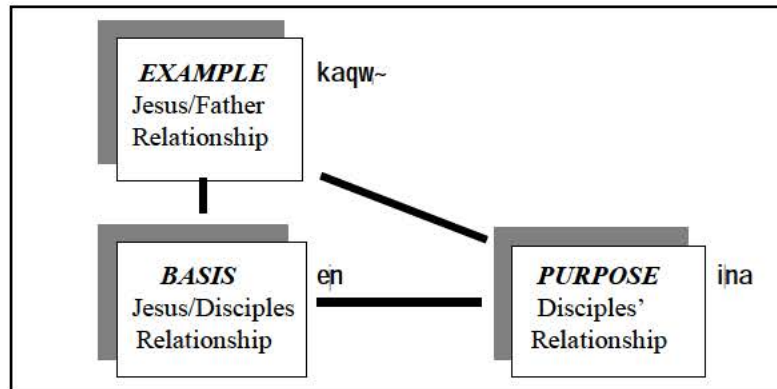 EXAMPLE
Jesus/Father
Relationship
kaqw~
BASIS
Jesus/Disciples
Relationship
en
PURPOSE
Disciples’
Relationship
ina